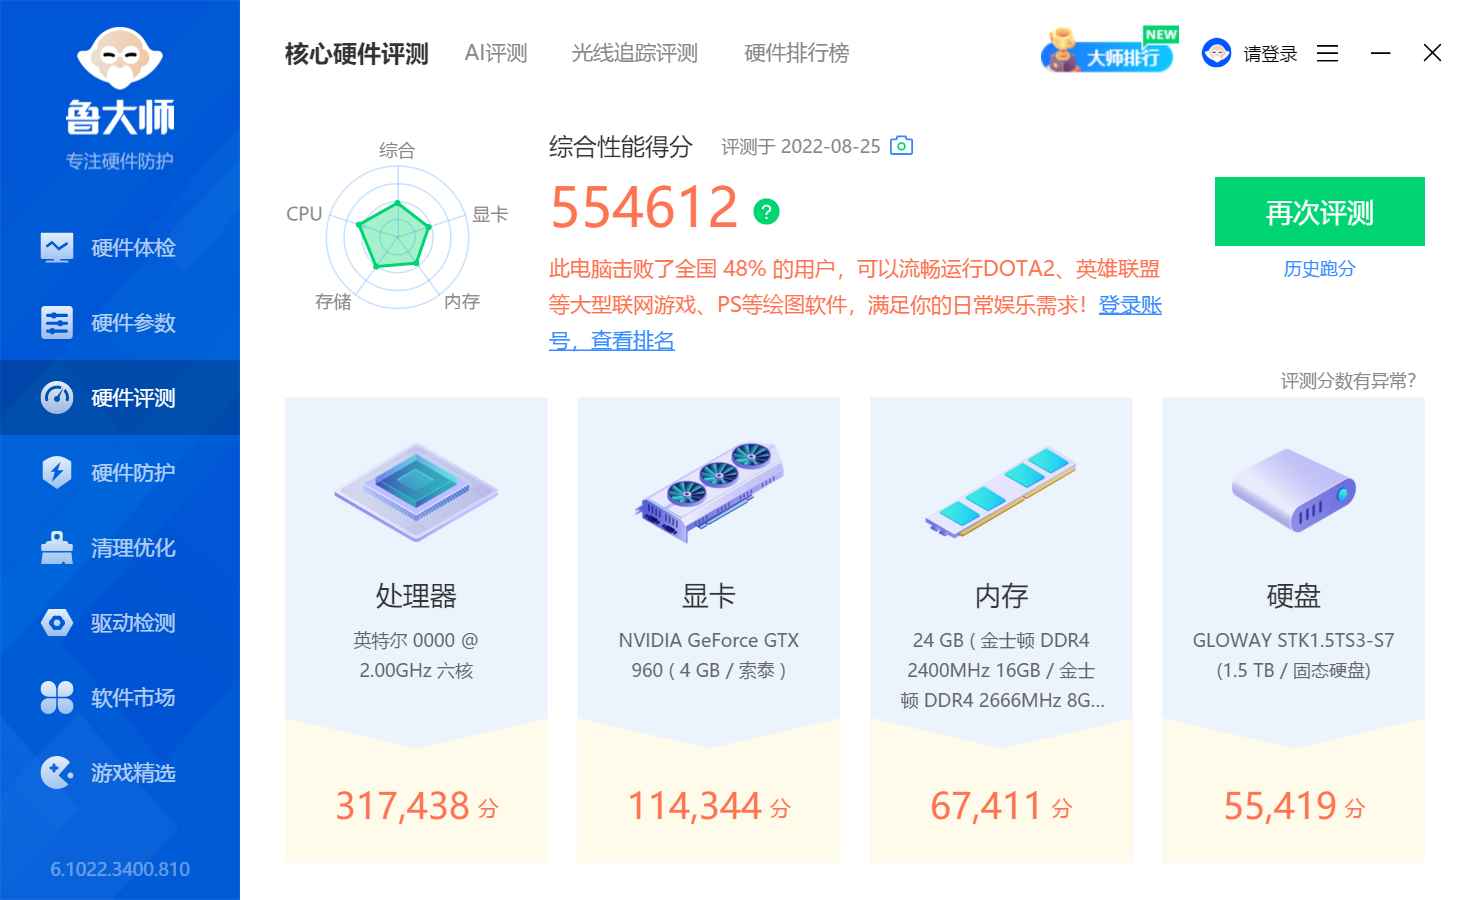 鲁大师
专注硬件防护
硬件体检
硬件参数
硬件评测
硬件防护
清理优化
驱动检测
软件市场
游戏精选
6.1022.3400.810
核心硬件评测 AI评测 光线追踪评测 硬件排行榜
大师排行 NEW
请登录
综合
CPU
显卡
存储
内存
综合性能得分 评测于 2022-08-25
554612 ?
此电脑击败了全国 48% 的用户，可以流畅运行DOTA2、英雄联盟
等大型联网游戏、PS等绘图软件，满足你的日常娱乐需求！登录账
号，查看排名
再次评测
历史跑分
评测分数有异常?
处理器
英特尔 0000 @
2.00GHz 六核
317,438 分
显卡
NVIDIA GeForce GTX
960 ( 4 GB / 索泰 )
114,344 分
内存
24 GB ( 金士顿 DDR4
2400MHz 16GB / 金士
顿 DDR4 2666MHz 8G...
67,411 分
硬盘
GLOWAY STK1.5TS3-S7
(1.5 TB / 固态硬盘)
55,419 分